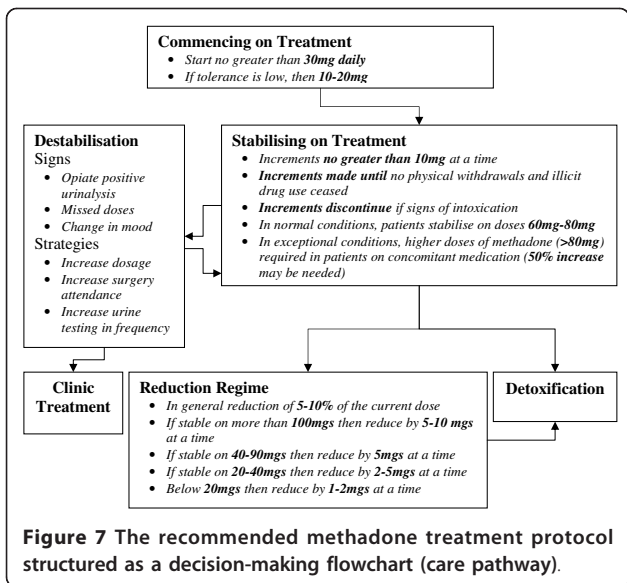 Commencing on Treatment
• Start no greater than 30mg daily
• If tolerance is low, then 10-20mg
Destabilisation
Signs
• Opiate positive
urinalysis
• Missed doses
• Change in mood
Strategies
• Increase dosage
• Increase surgery
attendance
• Increase urine
testing in frequency
Stabilising on Treatment
• Increments no greater than 10mg at a time
• Increments made until no physical withdrawals and illicit
drug use ceased
• Increments discontinue if signs of intoxication
• In normal conditions, patients stabilise on doses 60mg-80mg
• In exceptional conditions, higher doses of methadone (>80mg)
required in patients on concomitant medication (50% increase
may be needed)
Clinic
Treatment
Reduction Regime
• In general reduction of 5-10% of the current dose
• If stable on more than 100mgs then reduce by 5-10 mgs
at a time
• If stable on 40-90mgs then reduce by 5mgs at a time
• If stable on 20-40mgs then reduce by 2-5mgs at a time
• Below 20mgs then reduce by 1-2mgs at a time
Detoxification
Figure 7 The recommended methadone treatment protocol
structured as a decision-making flowchart (care pathway).